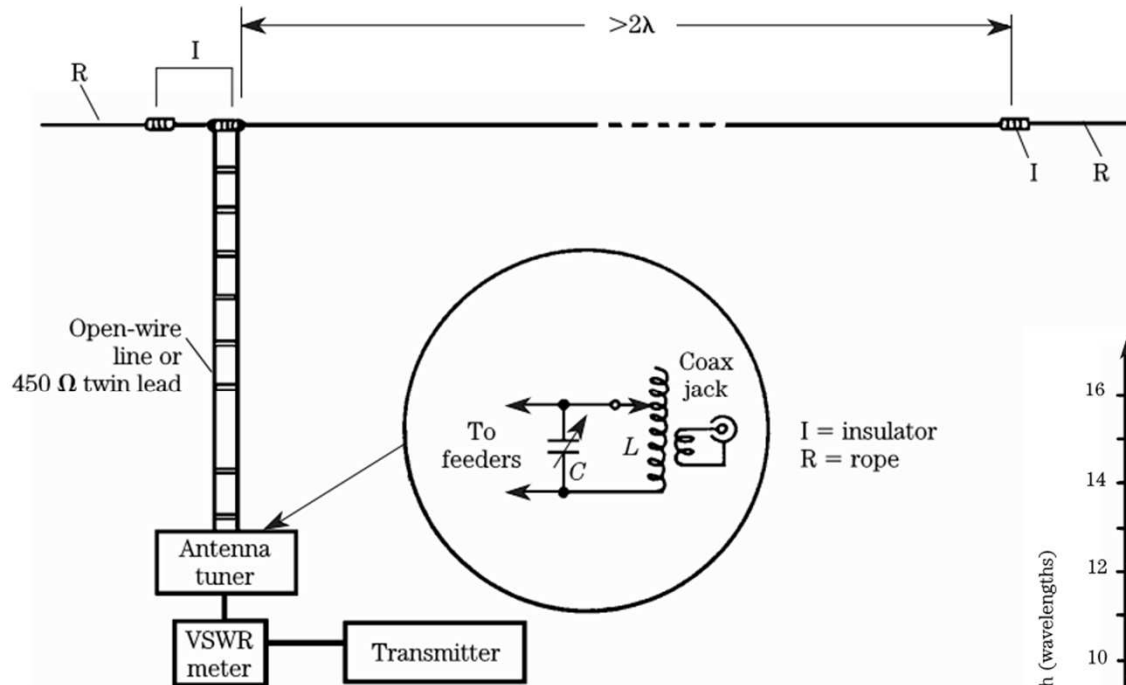 >2λ
I
R
I
R
Open-wire
line or
450 Ω twin lead
Coax
jack
To
feeders
L
C
I = insulator
R = rope
Antenna
tuner
VSWR
meter
Transmitter
16
14
12
10
(wavelengths)